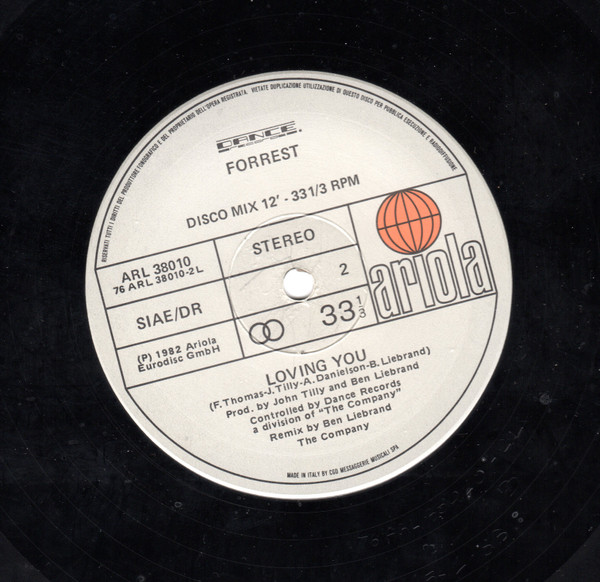 RISERVATI TUTTI I DIRITTI DEL PRODUTTORE FONOGRAFICO E DEL PROPRIETARIO DELL'OPERA REGISTRATA. VIETATE DUPLICAZIONE UTILIZZAZIONE DI QUESTO DISCO PER PUBBLICA ESECUZIONE E RADIODIFFUSIONE.
DANCE
FORREST
DISCO MIX 12' - 33 1/3 RPM
ARL 38010
76 ARL 38010-2L
STEREO
ariola
SIAE/DR
2
33 1/3
(P) 1982 Ariola
Eurodisc GmbH
LOVING YOU
(F. Thomas-J. Tilly-A. Danielson-B. Liebrand)
Prod. by John Tilly and Ben Liebrand
Controlled by Dance Records
a division of "The Company"
Remix by Ben Liebrand
The Company
MADE IN ITALY BY CGD MESSAGGERIE MUSICALI SPA